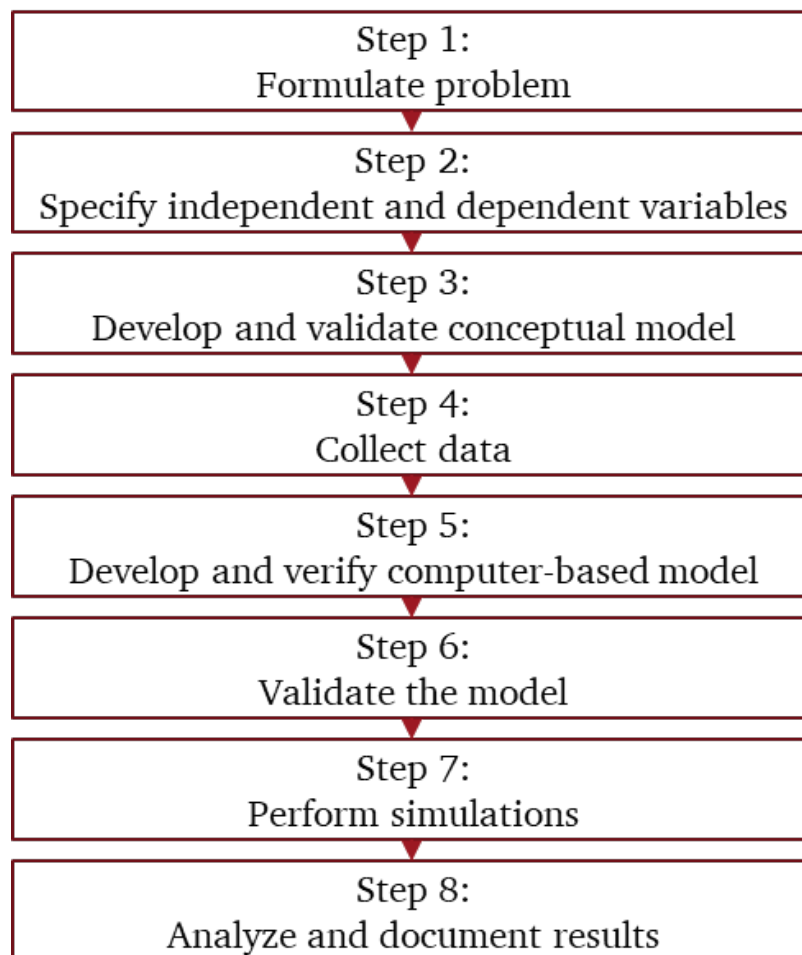 Step 1:
Formulate problem
Step 2:
Specify independent and dependent variables
Step 3:
Develop and validate conceptual model
Step 4:
Collect data
Step 5:
Develop and verify computer-based model
Step 6:
Validate the model
Step 7:
Perform simulations
Step 8:
Analyze and document results